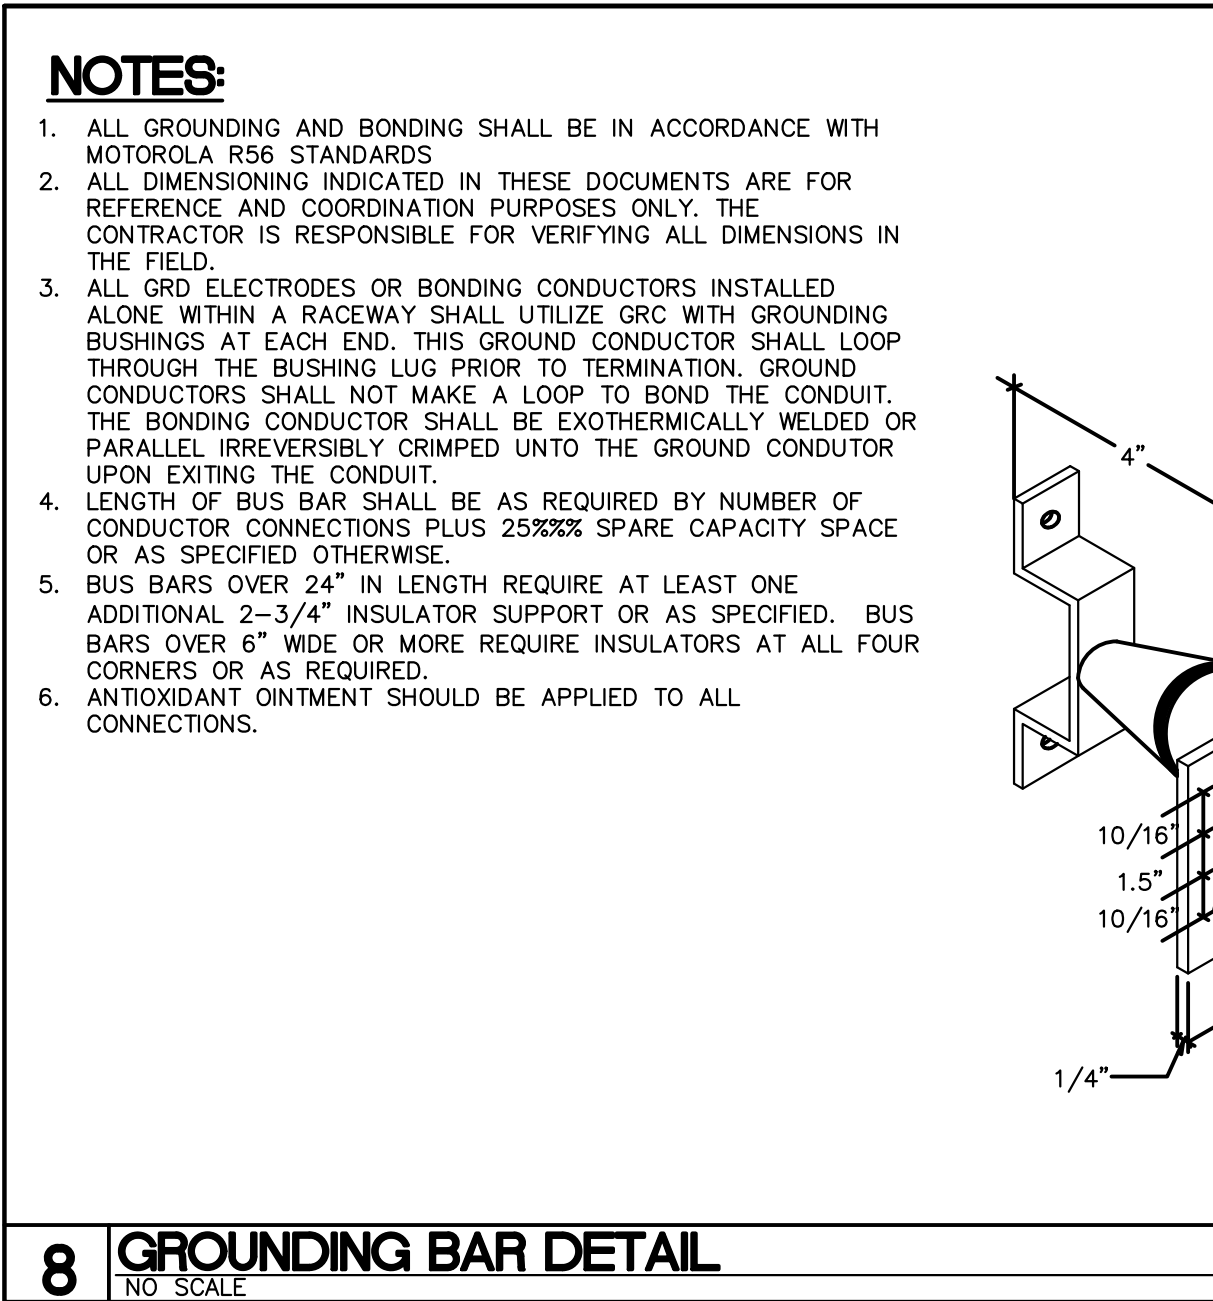 NOTES:
1. ALL GROUNDING AND BONDING SHALL BE IN ACCORDANCE WITH
MOTOROLA R56 STANDARDS
2. ALL DIMENSIONING INDICATED IN THESE DOCUMENTS ARE FOR
REFERENCE AND COORDINATION PURPOSES ONLY. THE
CONTRACTOR IS RESPONSIBLE FOR VERIFYING ALL DIMENSIONS IN
THE FIELD.
3. ALL GRD ELECTRODES OR BONDING CONDUCTORS INSTALLED
ALONE WITHIN A RACEWAY SHALL UTILIZE GRC WITH GROUNDING
BUSHINGS AT EACH END. THIS GROUND CONDUCTOR SHALL LOOP
THROUGH THE BUSHING LUG PRIOR TO TERMINATION. GROUND
CONDUCTORS SHALL NOT MAKE A LOOP TO BOND THE CONDUIT.
THE BONDING CONDUCTOR SHALL BE EXOTHERMICALLY WELDED OR
PARALLEL IRREVERSIBLY CRIMPED UNTO THE GROUND CONDUTOR
UPON EXITING THE CONDUIT.
4. LENGTH OF BUS BAR SHALL BE AS REQUIRED BY NUMBER OF
CONDUCTOR CONNECTIONS PLUS 25%%% SPARE CAPACITY SPACE
OR AS SPECIFIED OTHERWISE.
5. BUS BARS OVER 24" IN LENGTH REQUIRE AT LEAST ONE
ADDITIONAL 2-3/4" INSULATOR SUPPORT OR AS SPECIFIED. BUS
BARS OVER 6" WIDE OR MORE REQUIRE INSULATORS AT ALL FOUR
CORNERS OR AS REQUIRED.
6. ANTIOXIDANT OINTMENT SHOULD BE APPLIED TO ALL
CONNECTIONS.
4"
10/16"
1.5"
10/16"
1/4"
8 GROUNDING BAR DETAIL
NO SCALE